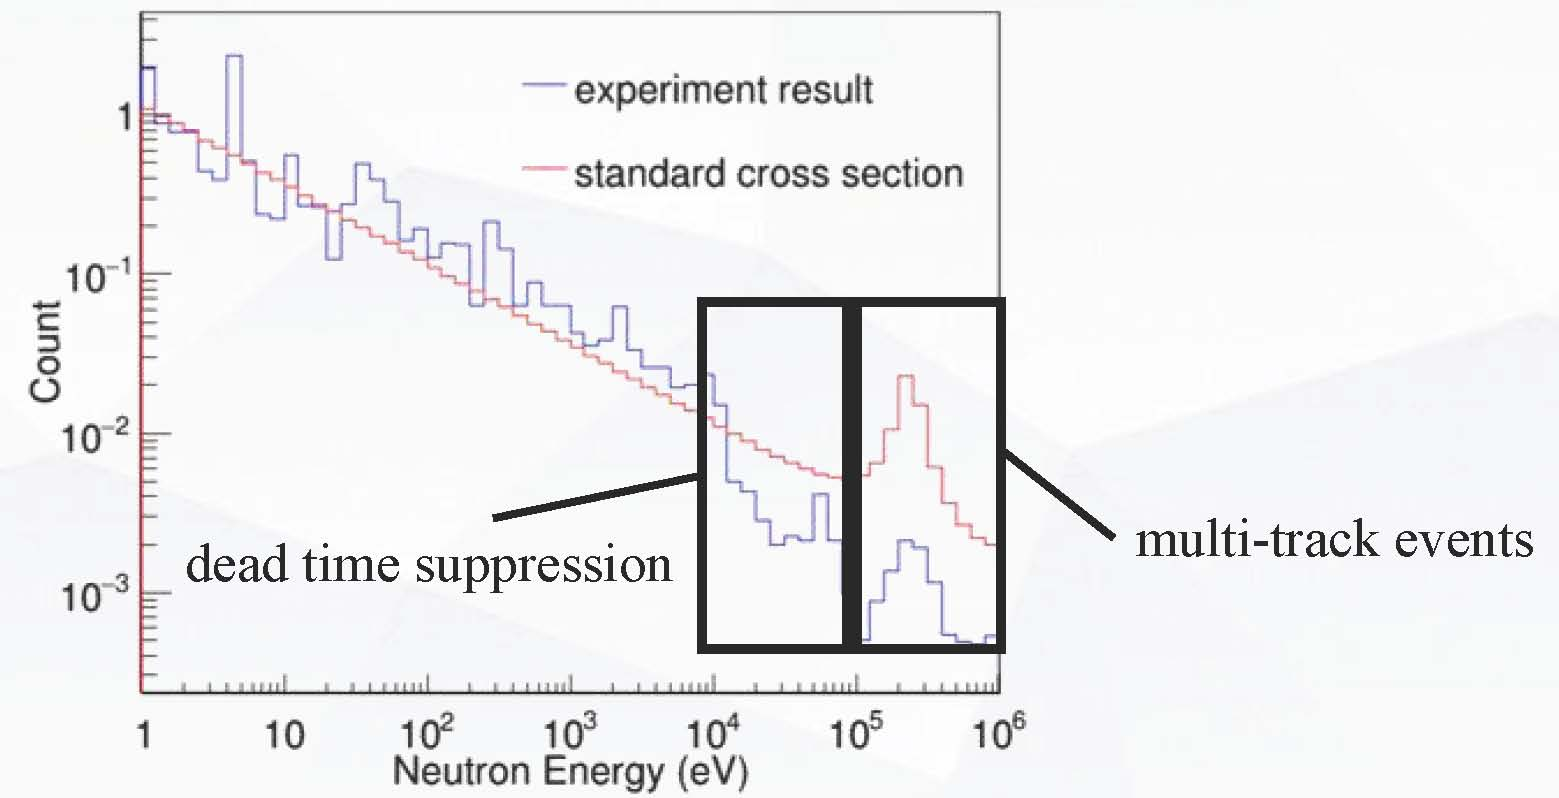 experiment result
standard cross section
1
10⁻¹
10⁻²
10⁻³
Count
dead time suppression
multi-track events
1 10 10² 10³ 10⁴ 10⁵ 10⁶
Neutron Energy (eV)